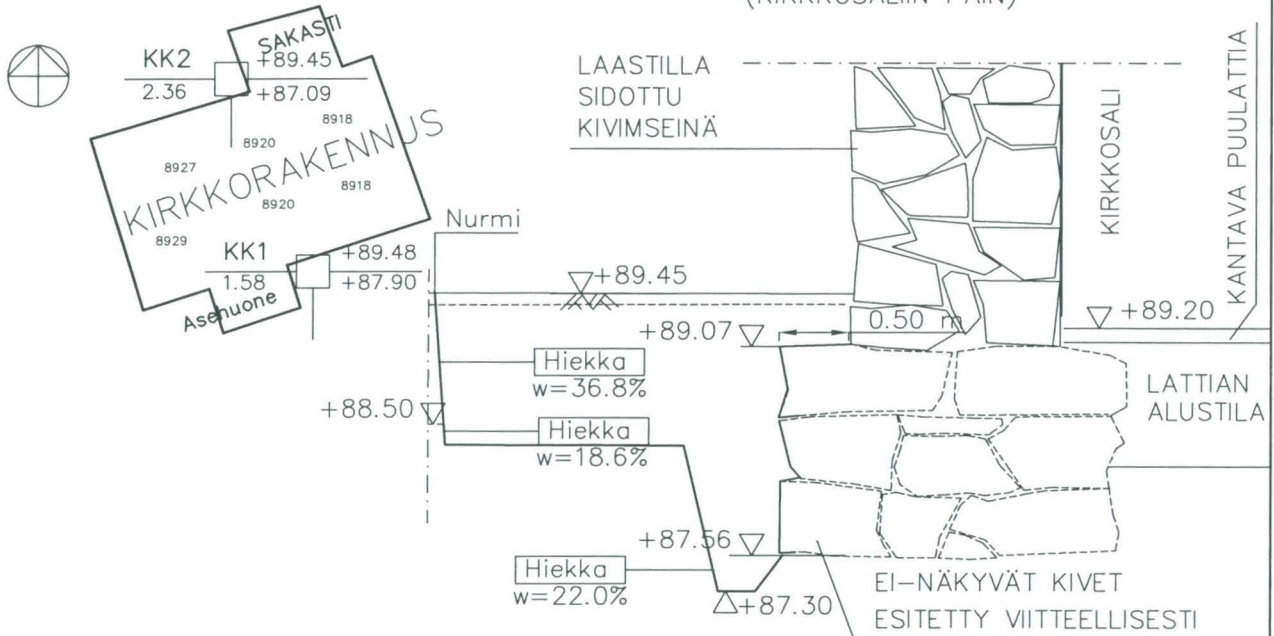 (KIRKKOSALIIN PÄIN)
SAKASTI
KK2
+89.45
2.36
+87.09
8918
8920
8927
KIRKKORAKENNUS
8918
8920
8929
KK1
+89.48
1.58
+87.90
Asehuone
LAASTILLA
SIDOTTU
KIVIMSEINÄ
KIRKKOSALI
KANTAVA PUULATTIA
Nurmi
+89.45
+89.20
+89.07
0.50 m
Hiekka
w=36.8%
LATTIAN
ALUSTILA
+88.50
Hiekka
w=18.6%
+87.56
Hiekka
w=22.0%
+87.30
EI-NÄKYVÄT KIVET
ESITETTY VIITTEELLISESTI